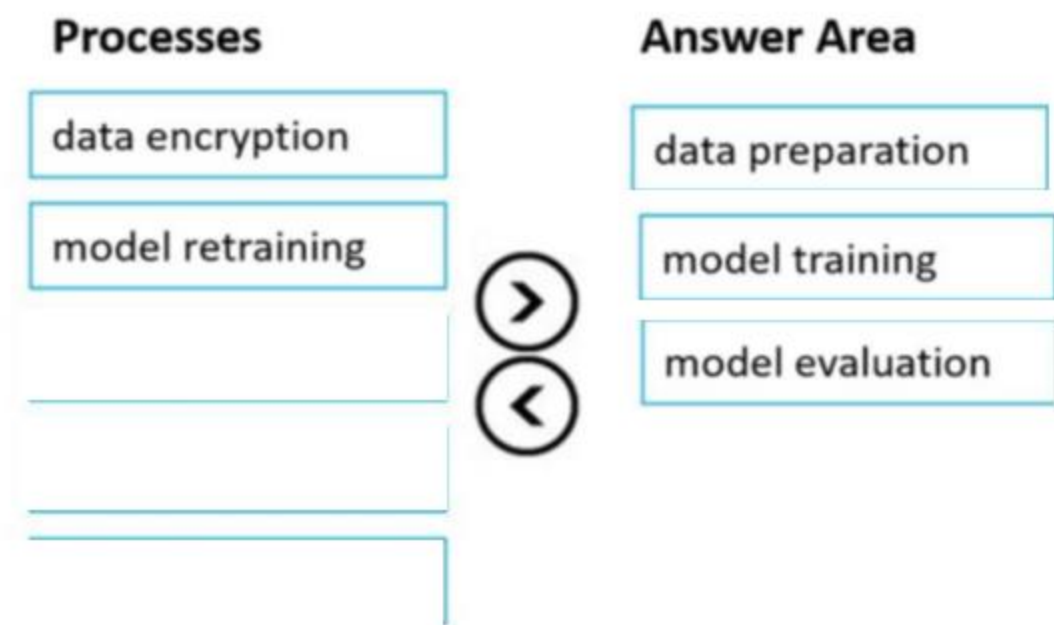 Processes
data encryption
model retraining
Answer Area
data preparation
model training
model evaluation